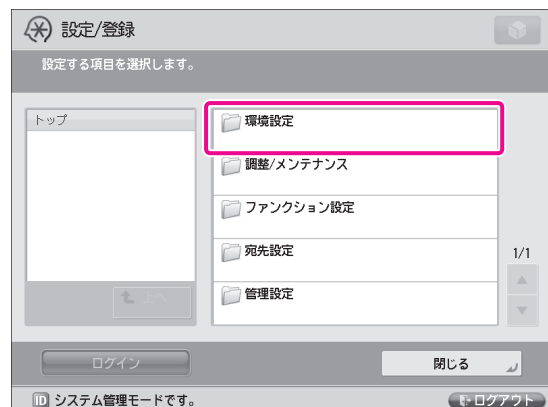 設定/登録
設定する項目を選択します。
トップ
環境設定
調整/メンテナンス
ファンクション設定
宛先設定
1/1
管理設定
上へ
ログイン
閉じる
ID システム管理モードです。
ログアウト